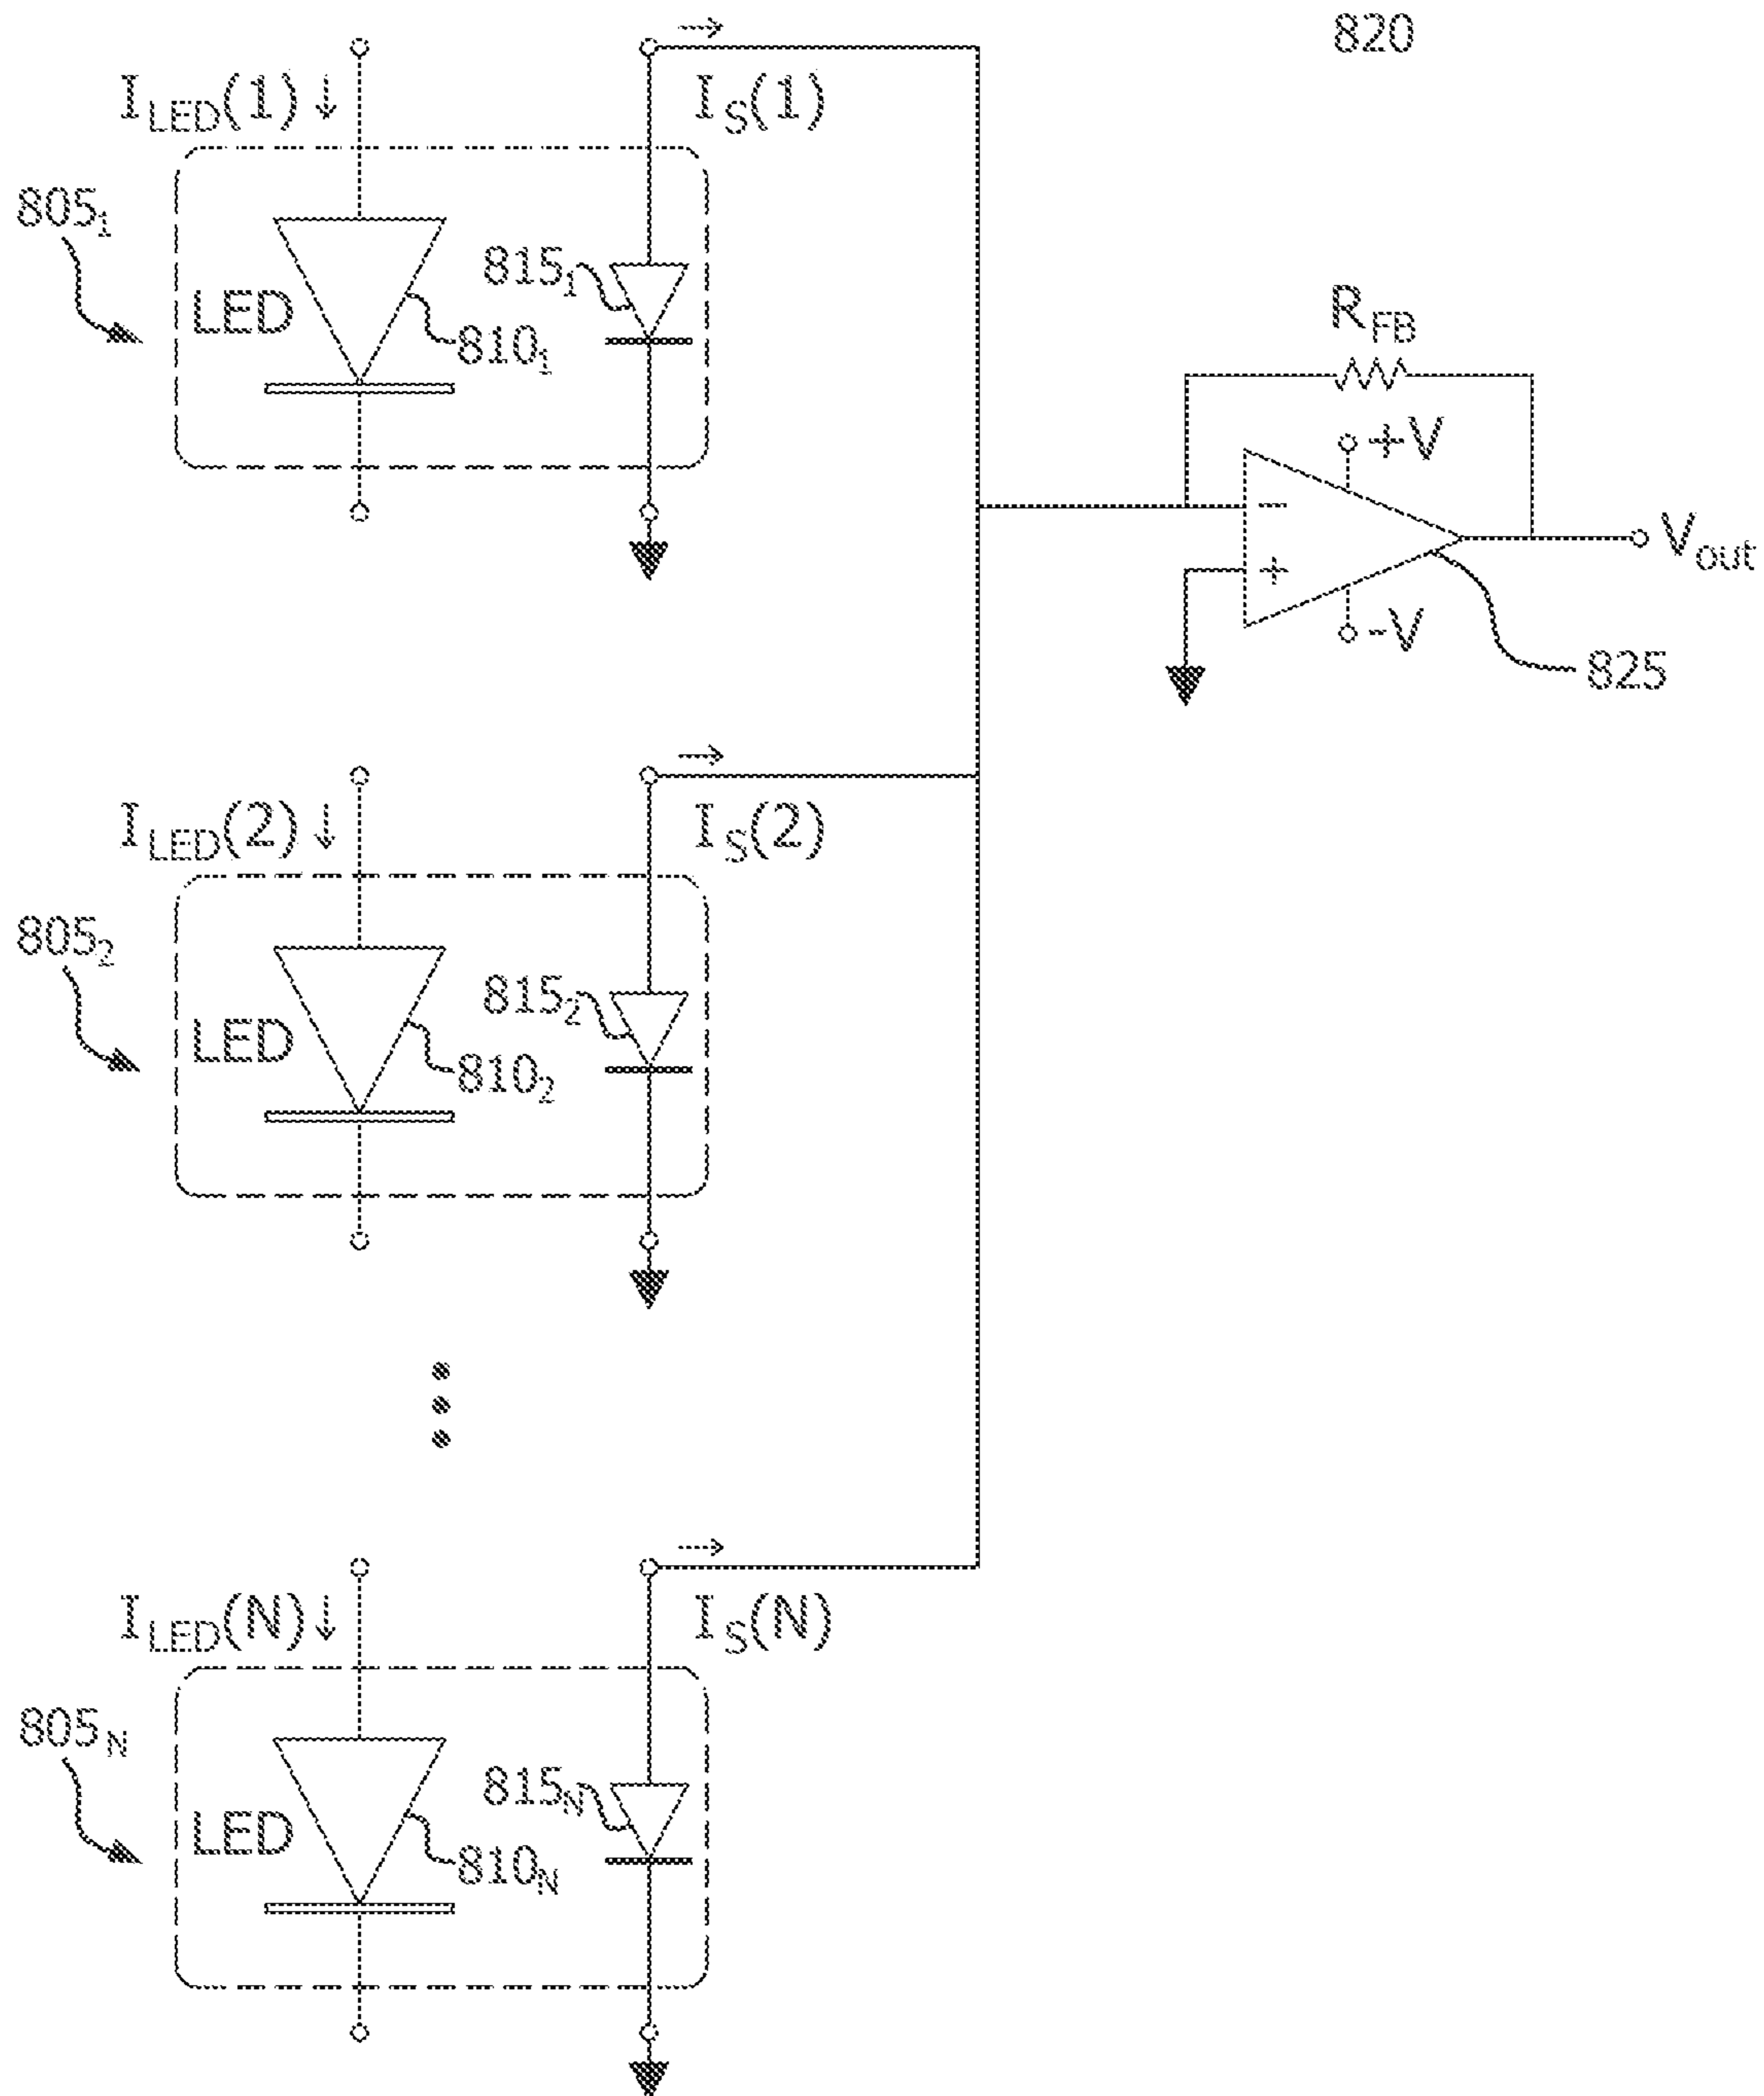 820
I_LED(1)↓ I_S(1)
805_1
815_1
LED
810_1
R_FB
+V
−
+
V_out
-V
825
I_LED(2)↓ I_S(2)
805_2
815_2
LED
810_2
I_LED(N)↓ I_S(N)
805_N
815_N
LED
810_N